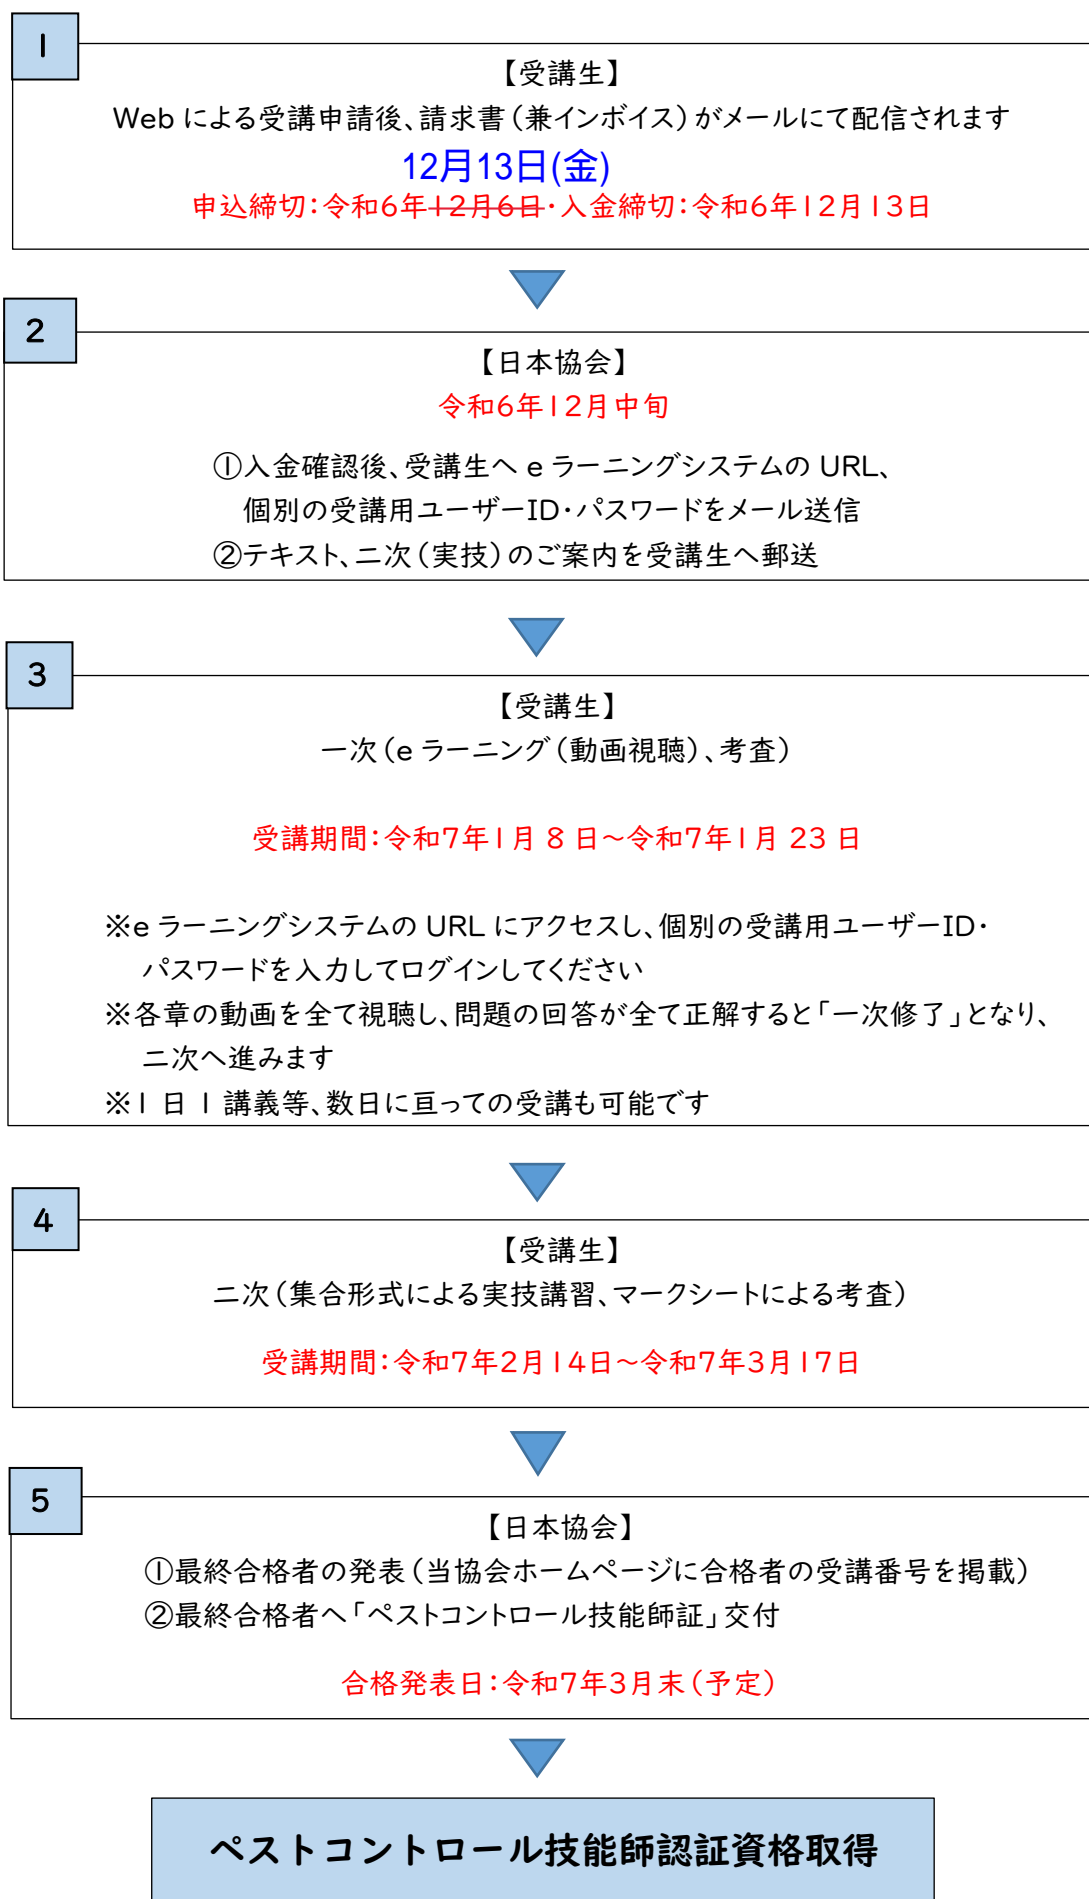 1
【受講生】
Webによる受講申請後、請求書(兼インボイス)がメールにて配信されます
12月13日(金)
申込締切:令和6年12月6日・入金締切:令和6年12月13日
2
【日本協会】
令和6年12月中旬
①入金確認後、受講生へeラーニングシステムのURL、
個別の受講用ユーザーID・パスワードをメール送信
②テキスト、二次(実技)のご案内を受講生へ郵送
3
【受講生】
一次(eラーニング(動画視聴)、考査)
受講期間:令和7年1月8日~令和7年1月23日
※eラーニングシステムのURLにアクセスし、個別の受講用ユーザーID・
パスワードを入力してログインしてください
※各章の動画を全て視聴し、問題の回答が全て正解すると「一次修了」となり、
二次へ進みます
※1日1講義等、数日に亘っての受講も可能です
4
【受講生】
二次(集合形式による実技講習、マークシートによる考査)
受講期間:令和7年2月14日~令和7年3月17日
5
【日本協会】
①最終合格者の発表(当協会ホームページに合格者の受講番号を掲載)
②最終合格者へ「ペストコントロール技能師証」交付
合格発表日:令和7年3月末(予定)
ペストコントロール技能師認証資格取得